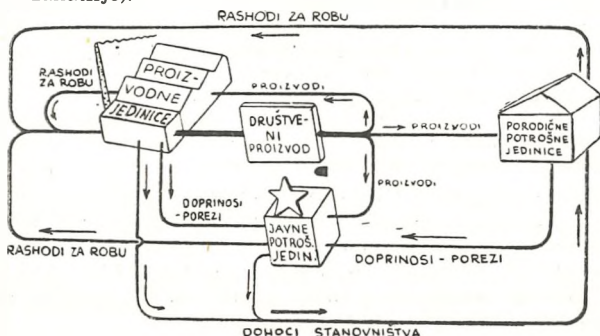 RASHODI ZA ROBU
RASHODI
ZA ROBU
PROIZ-
VODNE
JEDINICE
PROIZVODI
DRUŠTVE-
NI
PROIZVOD
PROIZVODI
PORODIČNE
POTROŠNE
JEDINICE
PROIZVODI
DOPRINOSI
-POREZI
JAVNE
POTROŠ.
JEDIN.
RASHODI ZA ROBU
DOPRINOSI - POREZI
DOHOCI STANOVNIŠTVA